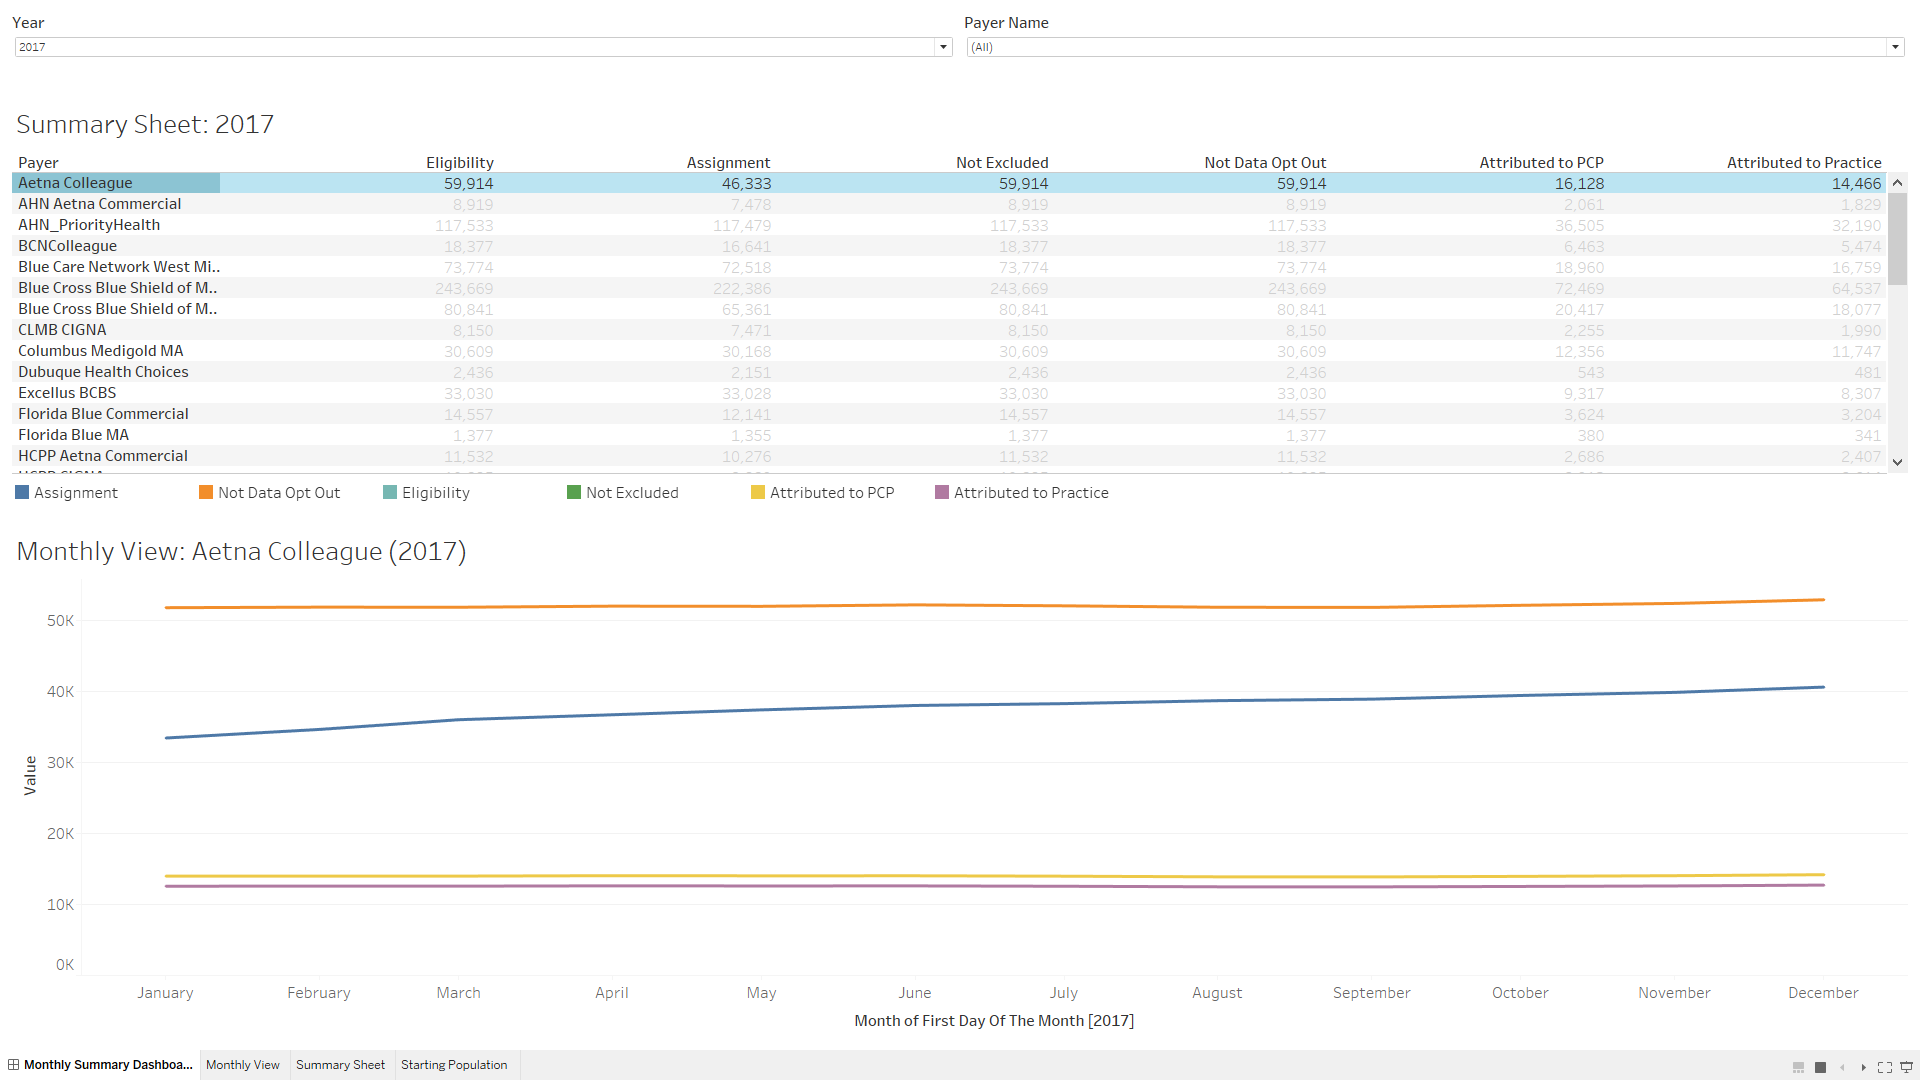 Year
Payer Name
2017
(All)
Summary Sheet: 2017
Payer Eligibility Assignment Not Excluded Not Data Opt Out Attributed to PCP Attributed to Practice
Aetna Colleague 59,914 46,333 59,914 59,914 16,128 14,466
AHN Aetna Commercial 8,919 7,478 8,919 8,919 2,061 1,829
AHN_PriorityHealth 117,533 117,479 117,533 117,533 36,505 32,190
BCNColleague 18,377 16,641 18,377 18,377 6,463 5,474
Blue Care Network West Mi.. 73,774 72,518 73,774 73,774 18,960 16,759
Blue Cross Blue Shield of M.. 243,669 222,386 243,669 243,669 72,469 64,537
Blue Cross Blue Shield of M.. 80,841 65,361 80,841 80,841 20,417 18,077
CLMB CIGNA 8,150 7,471 8,150 8,150 2,255 1,990
Columbus Medigold MA 30,609 30,168 30,609 30,609 12,356 11,747
Dubuque Health Choices 2,436 2,151 2,436 2,436 543 481
Excellus BCBS 33,030 33,028 33,030 33,030 9,317 8,307
Florida Blue Commercial 14,557 12,141 14,557 14,557 3,624 3,204
Florida Blue MA 1,377 1,355 1,377 1,377 380 341
HCPP Aetna Commercial 11,532 10,276 11,532 11,532 2,686 2,407
Assignment Not Data Opt Out Eligibility Not Excluded Attributed to PCP Attributed to Practice
Monthly View: Aetna Colleague (2017)
50K
40K
30K
20K
10K
0K
Value
January February March April May June July August September October November December
Month of First Day Of The Month [2017]
Monthly Summary Dashboa... Monthly View Summary Sheet Starting Population